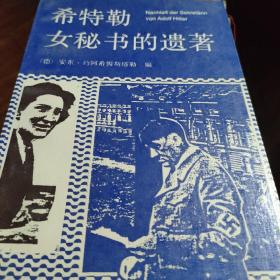 希特勒
女秘书的遗著
Nachlaß der Sekretärin
von Adolf Hitler
(德) 安东·约阿希姆斯塔勒 编